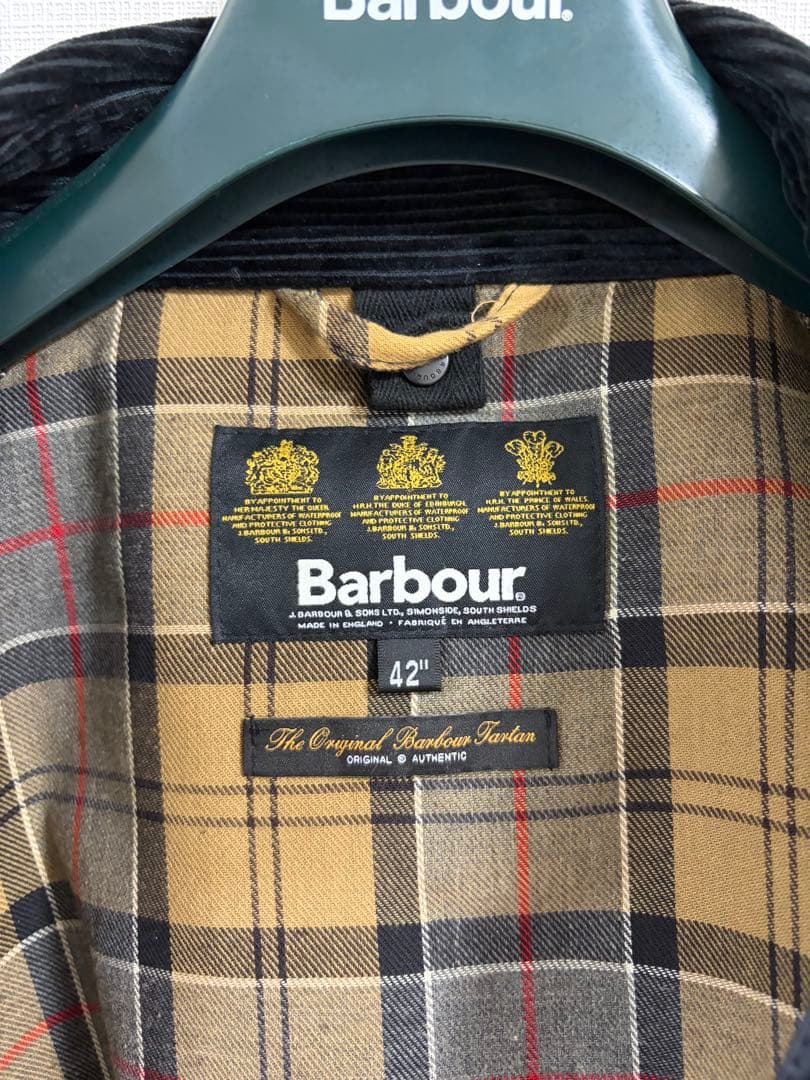 Barbour®
BY APPOINTMENT TO
HER MAJESTY THE QUEEN
MANUFACTURERS OF WATERPROOF
AND PROTECTIVE CLOTHING
J. BARBOUR & SONS LTD,
SOUTH SHIELDS.
BY APPOINTMENT TO
H.R.H. THE DUKE OF EDINBURGH,
MANUFACTURERS OF WATERPROOF
AND PROTECTIVE CLOTHING
J. BARBOUR & SONS LTD,
SOUTH SHIELDS.
BY APPOINTMENT TO
H.R.H. THE PRINCE OF WALES,
MANUFACTURERS OF WATERPROOF
AND PROTECTIVE CLOTHING
J. BARBOUR & SONS LTD,
SOUTH SHIELDS.
Barbour®
J. BARBOUR & SONS LTD., SIMONSIDE, SOUTH SHIELDS
MADE IN ENGLAND • FABRIQUÉ EN ANGLETERRE
42"
The Original Barbour Tartan
ORIGINAL © AUTHENTIC